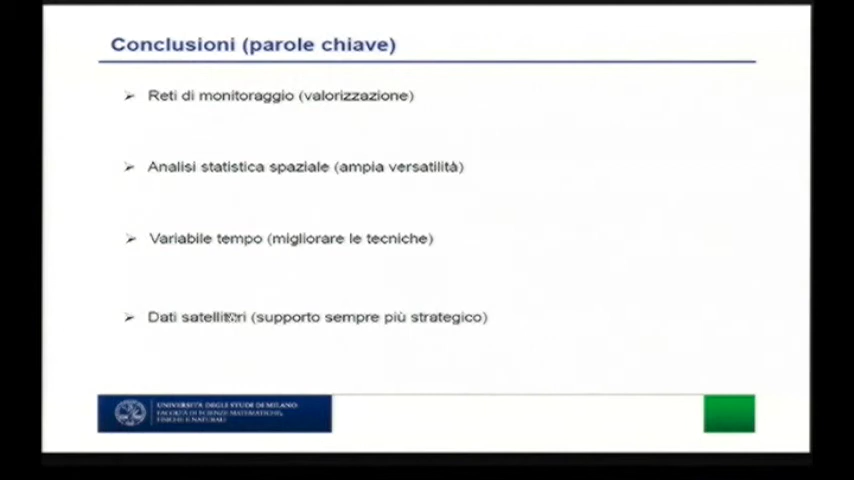 Conclusioni (parole chiave)
➢ Reti di monitoraggio (valorizzazione)
➢ Analisi statistica spaziale (ampia versatilità)
➢ Variabile tempo (migliorare le tecniche)
➢ Dati satellitari (supporto sempre più strategico)
UNIVERSITÀ DEGLI STUDI DI MILANO
FACOLTÀ DI SCIENZE MATEMATICHE,
FISICHE E NATURALI